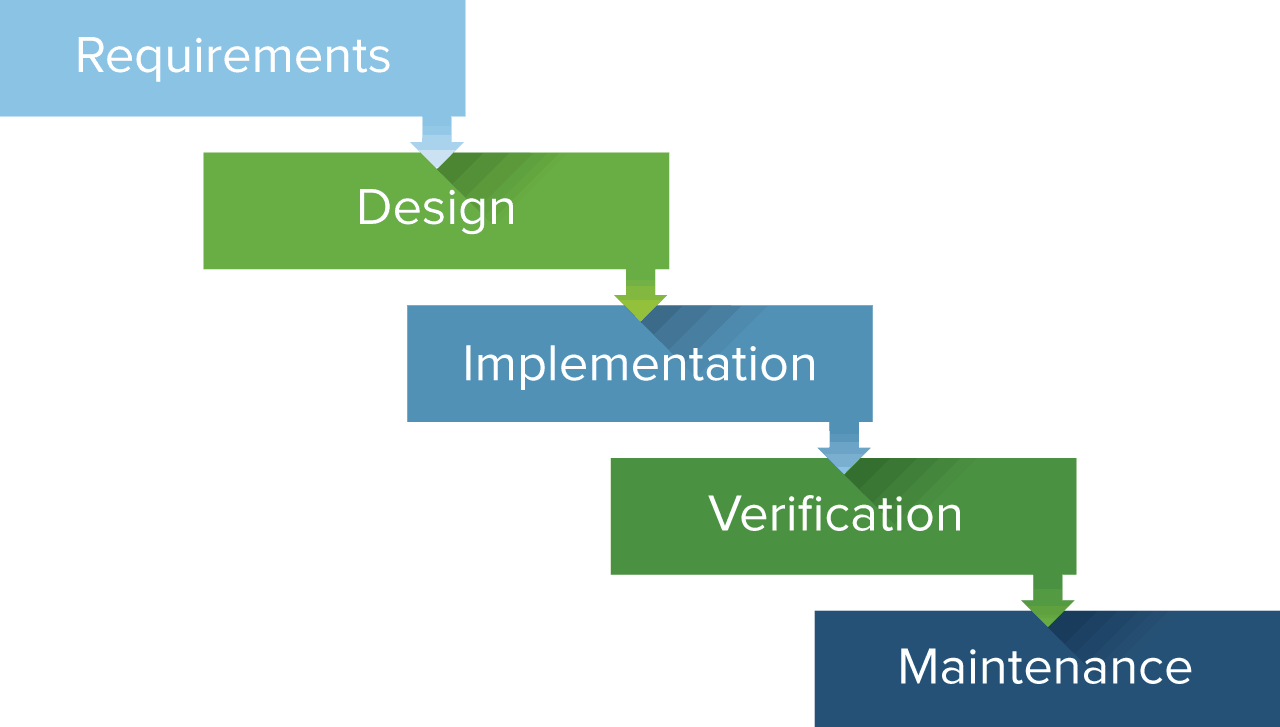 Requirements
Design
Implementation
Verification
Maintenance